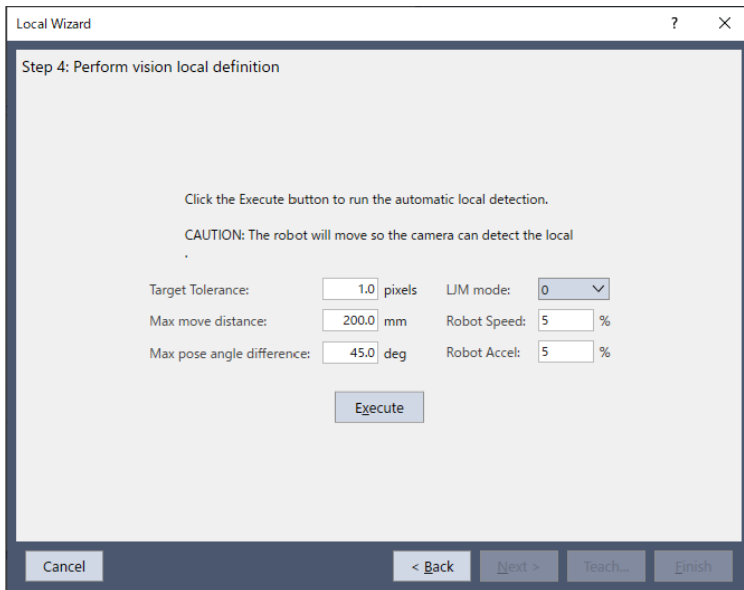 Local Wizard ?
Step 4: Perform vision local definition
Click the Execute button to run the automatic local detection.
CAUTION: The robot will move so the camera can detect the local
.
Target Tolerance: 1.0 pixels LJM mode: 0
Max move distance: 200.0 mm Robot Speed: 5 %
Max pose angle difference: 45.0 deg Robot Accel: 5 %
Execute
Cancel < Back Next > Teach... Finish